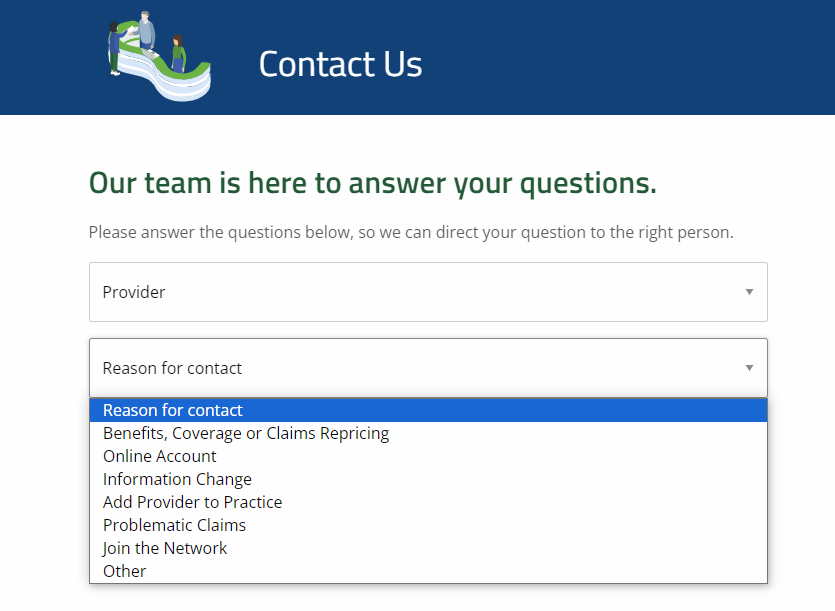 Contact Us
Our team is here to answer your questions.
Please answer the questions below, so we can direct your question to the right person.
Provider
Reason for contact
Reason for contact
Benefits, Coverage or Claims Repricing
Online Account
Information Change
Add Provider to Practice
Problematic Claims
Join the Network
Other